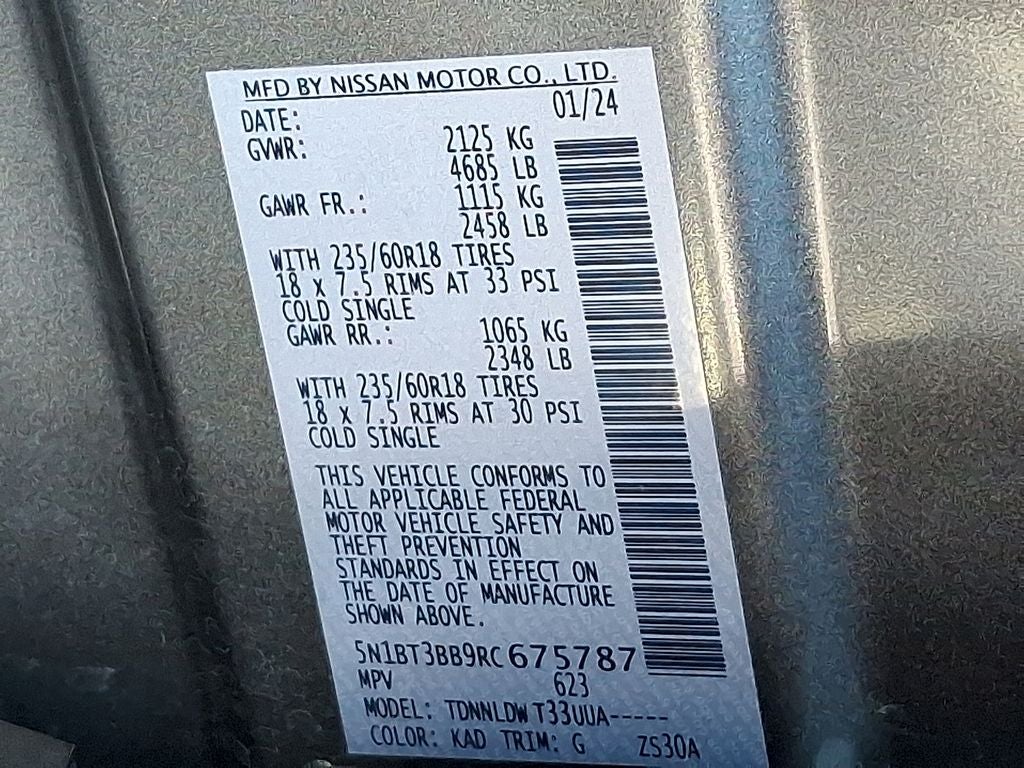 MFD BY NISSAN MOTOR CO., LTD.
DATE: 01/24
GVWR: 2125 KG
4685 LB
GAWR FR.: 1115 KG
2458 LB
WITH 235/60R18 TIRES
18 X 7.5 RIMS AT 33 PSI
COLD SINGLE
GAWR RR.: 1065 KG
2348 LB
WITH 235/60R18 TIRES
18 X 7.5 RIMS AT 30 PSI
COLD SINGLE
THIS VEHICLE CONFORMS TO
ALL APPLICABLE FEDERAL
MOTOR VEHICLE SAFETY AND
THEFT PREVENTION
STANDARDS IN EFFECT ON
THE DATE OF MANUFACTURE
SHOWN ABOVE.
5N1BT3BB9RC675787
MPV 623
MODEL: TDNNLDWT33UUA-----
COLOR: KAD TRIM: G ZS30A